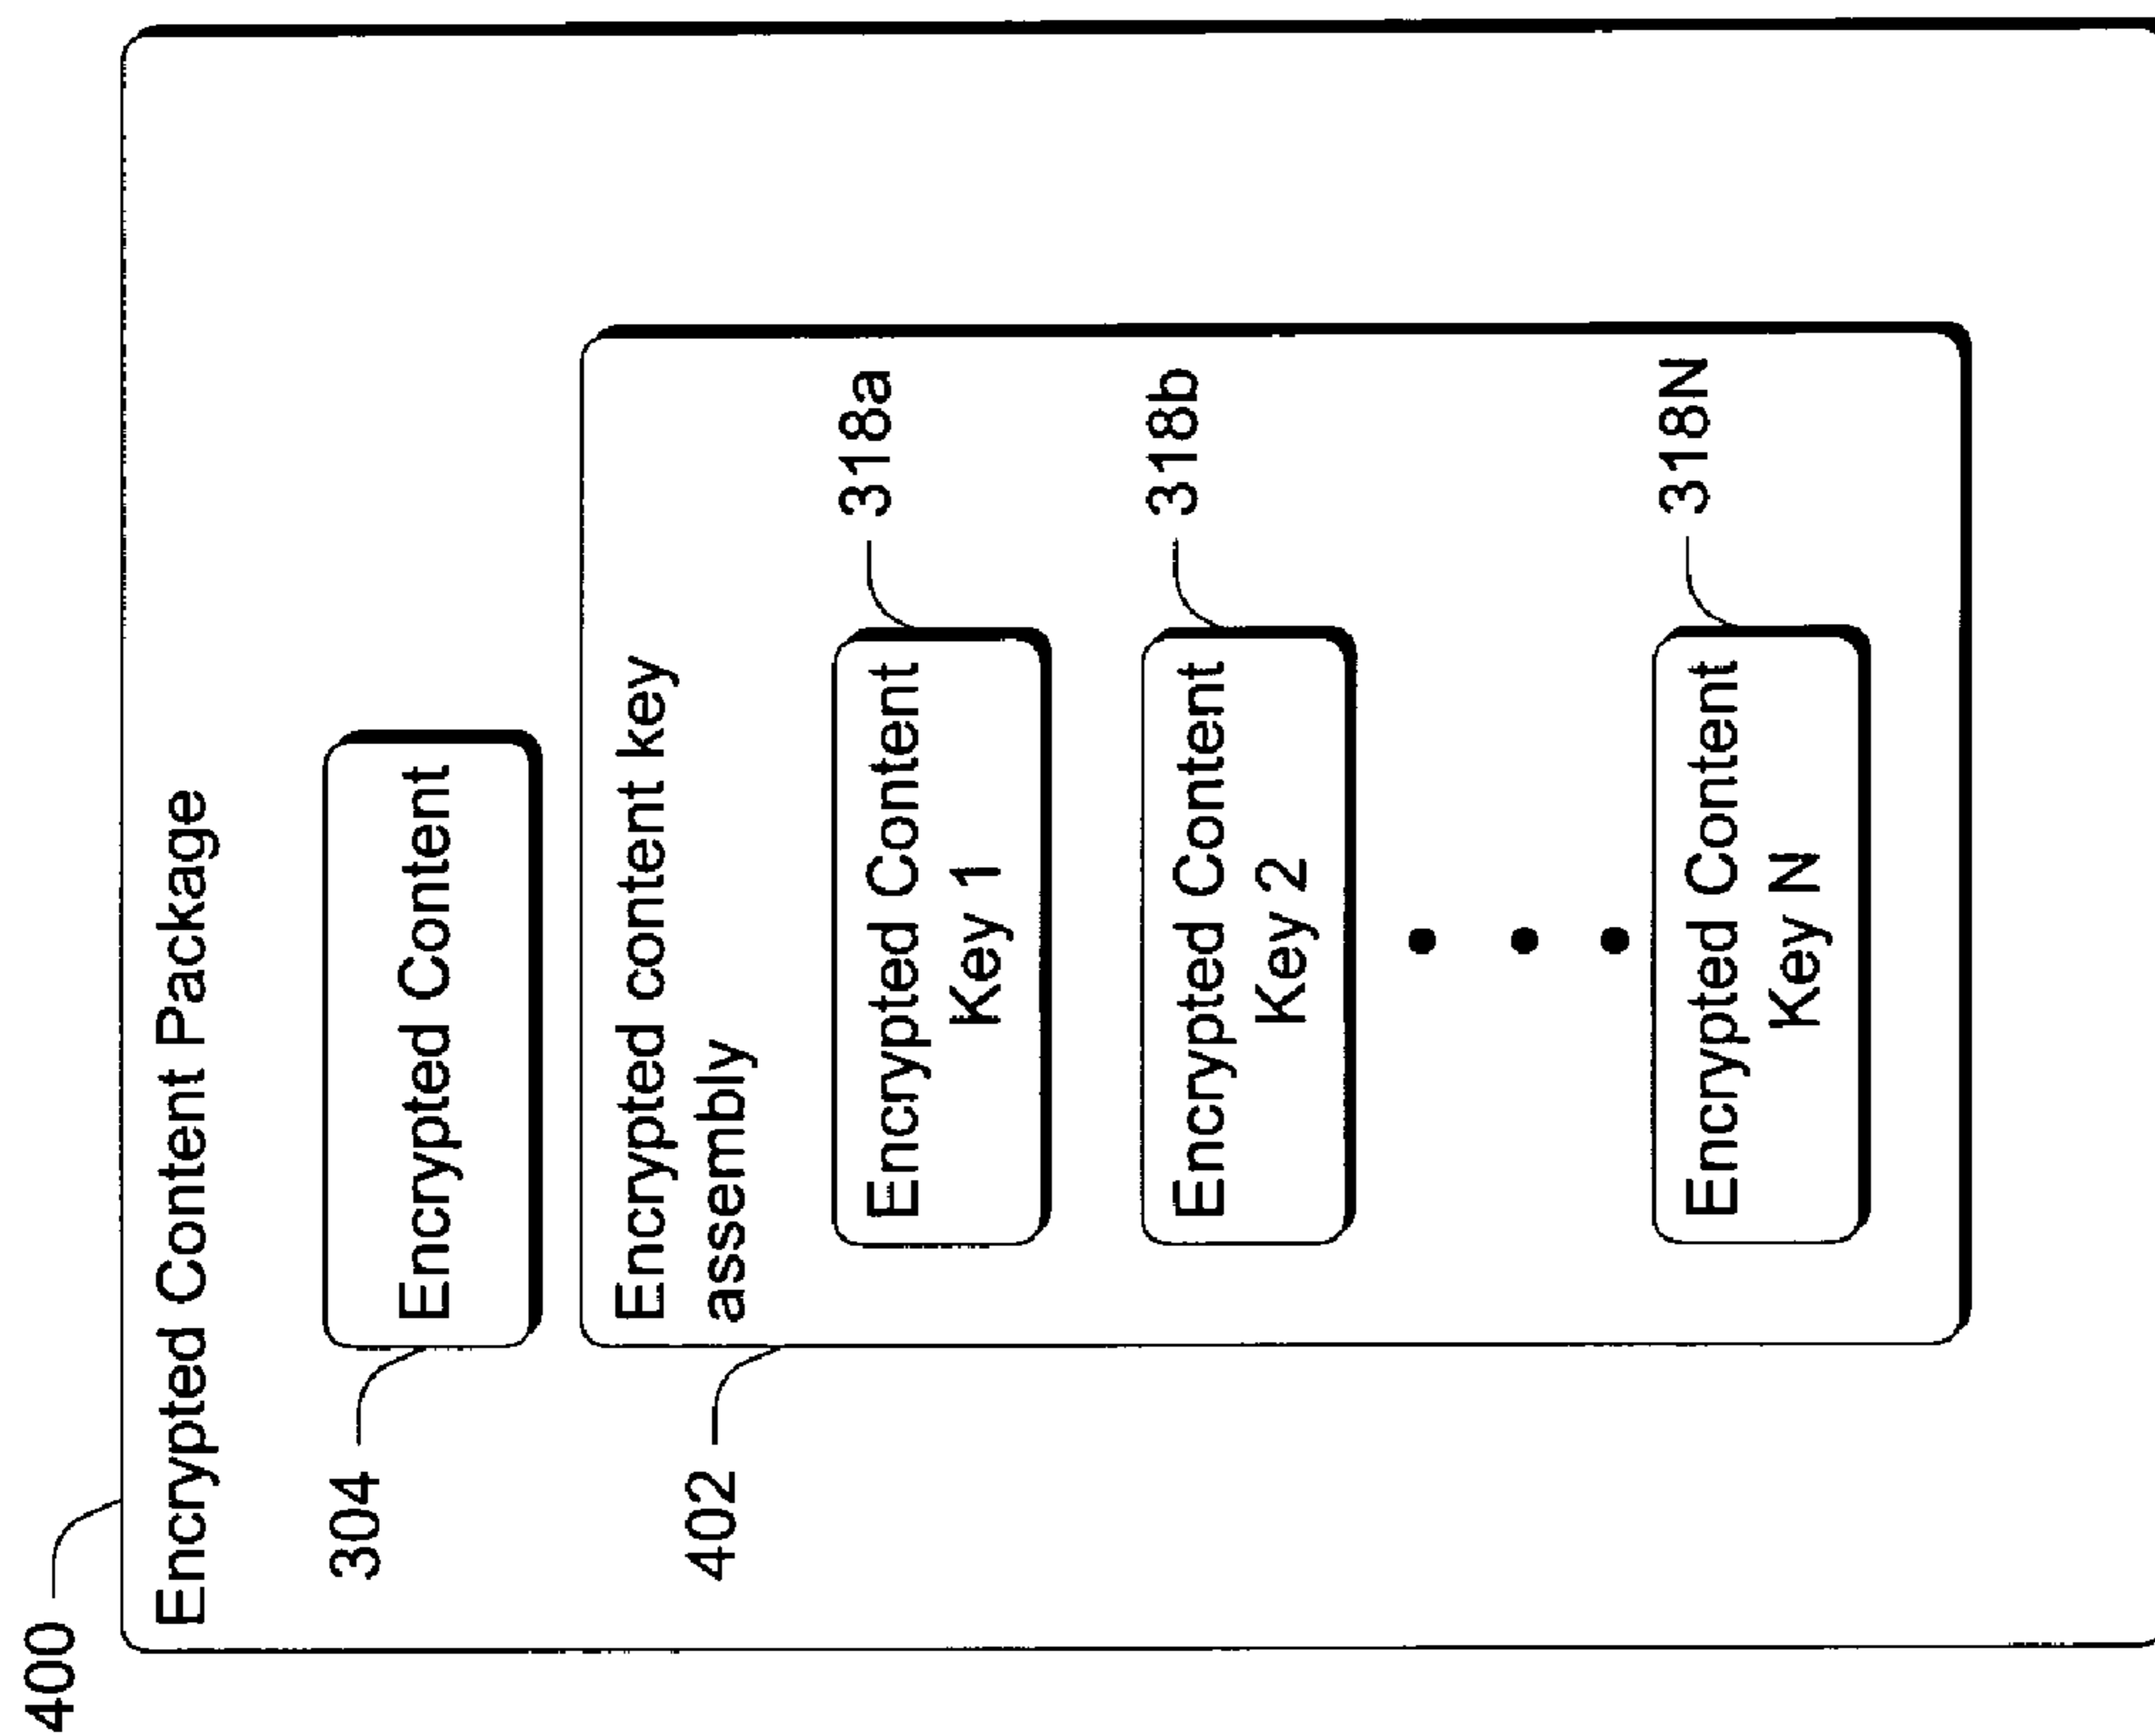 400
Encrypted Content Package
304
Encrypted Content
402
Encrypted content key
assembly
318a
Encrypted Content
Key 1
318b
Encrypted Content
Key 2
318N
Encrypted Content
Key N